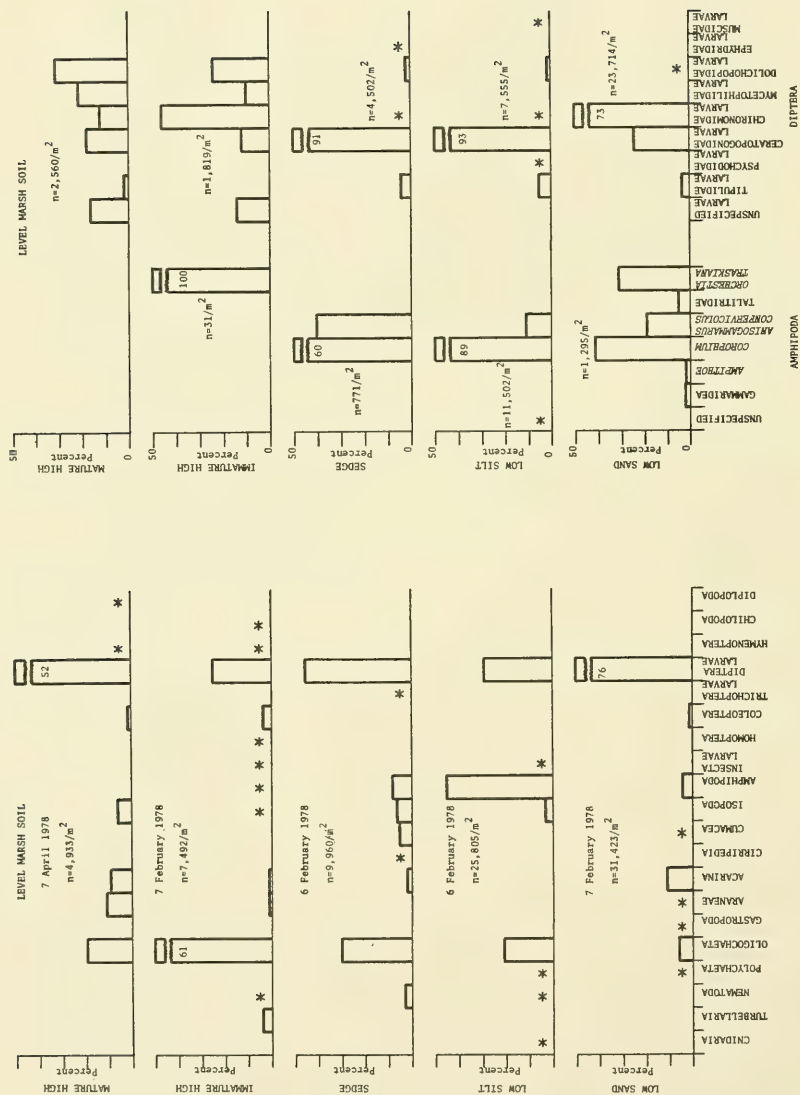 LEVEL MARSH SOIL
7 April 1978
n=4,933/m²
52
*
*
Percent
MATURE HIGH
7 February 1978
n=7,492/m²
61
*
*
*
*
*
*
*
Percent
IMMATURE HIGH
6 February 1978
n=9,960/m²
*
*
Percent
SEDGE
6 February 1978
n=25,805/m²
*
*
*
*
Percent
LOW SILT
7 February 1978
n=31,423/m²
76
*
*
*
*
Percent
LOW SAND
CNIDARIA
TURBELLARIA
NEMATODA
POLYCHAETA
OLIGOCHAETA
GASTROPODA
ARANEAE
ACARINA
CIRRIPEDIA
CUMACEA
ISOPODA
AMPHIPODA
INSECTA LARVAE
HOMOPTERA
COLEOPTERA
TRICHOPTERA LARVAE
DIPTERA LARVAE
HYMENOPTERA
CHILOPODA
DIPLOPODA
LEVEL MARSH SOIL
n=2,560/m²
50
0
Percent
MATURE HIGH
n=31/m²
100
n=1,819/m²
50
0
Percent
IMMATURE HIGH
n=771/m²
60
91
n=4,502/m²
*
*
50
0
Percent
SEDGE
n=11,502/m²
89
93
n=7,555/m²
*
*
*
*
50
0
Percent
LOW SILT
n=1,295/m²
73
n=23,714/m²
*
50
0
Percent
LOW SAND
UNSPECIFIED
GAMMARIDEA
AMPITHOE
COROPHIUM
ANISOGAMMARUS CONFERVICOLUS
TALITRIDAE
ORCHESTIA TRASKIANA
AMPHIPODA
UNSPECIFIED LARVAE
TIPULIDAE LARVAE
PSYCHODIDAE LARVAE
CERATOPOGONIDAE LARVAE
CHIRONOMIDAE LARVAE
MYCETOPHILIDAE LARVAE
DOLICHOPODIDAE LARVAE
EPHYDRIDAE LARVAE
MUSCIDAE LARVAE
DIPTERA